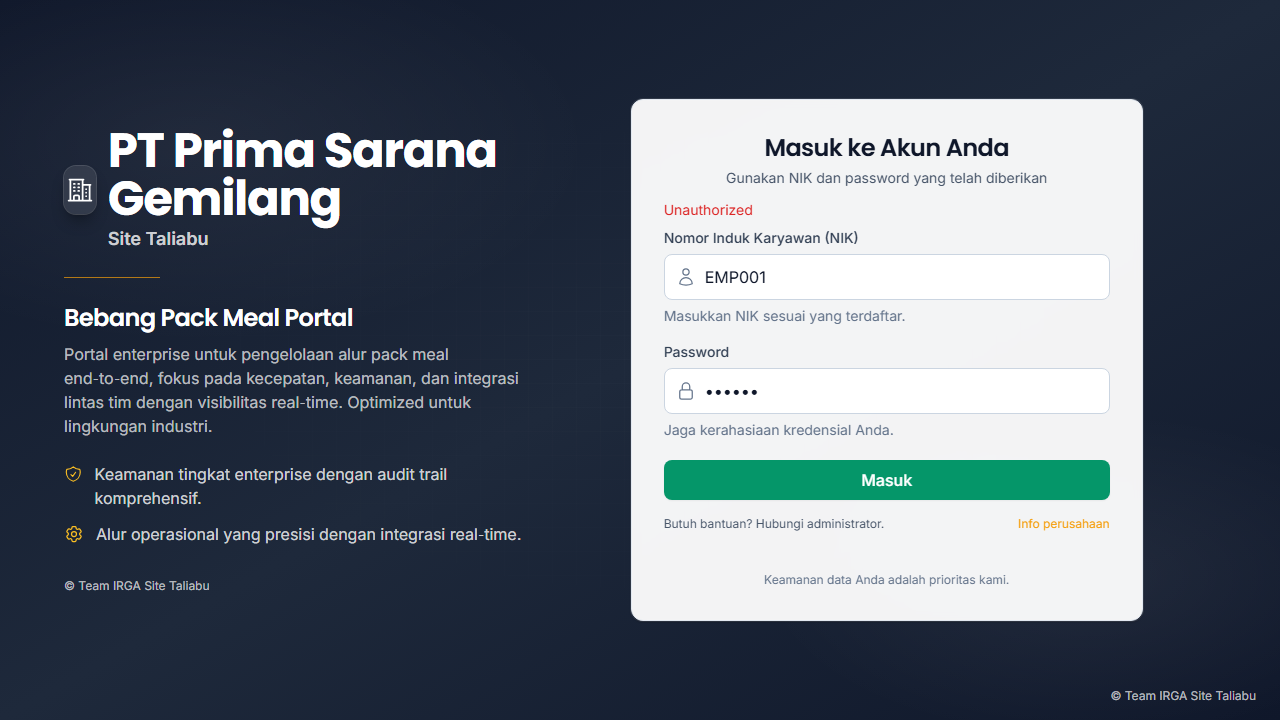 PT Prima Sarana
Gemilang
Site Taliabu
Bebang Pack Meal Portal
Portal enterprise untuk pengelolaan alur pack meal
end-to-end, fokus pada kecepatan, keamanan, dan integrasi
lintas tim dengan visibilitas real-time. Optimized untuk
lingkungan industri.
Keamanan tingkat enterprise dengan audit trail
komprehensif.
Alur operasional yang presisi dengan integrasi real-time.
© Team IRGA Site Taliabu
Masuk ke Akun Anda
Gunakan NIK dan password yang telah diberikan
Unauthorized
Nomor Induk Karyawan (NIK)
EMP001
Masukkan NIK sesuai yang terdaftar.
Password
••••••
Jaga kerahasiaan kredensial Anda.
Masuk
Butuh bantuan? Hubungi administrator.
Info perusahaan
Keamanan data Anda adalah prioritas kami.
© Team IRGA Site Taliabu